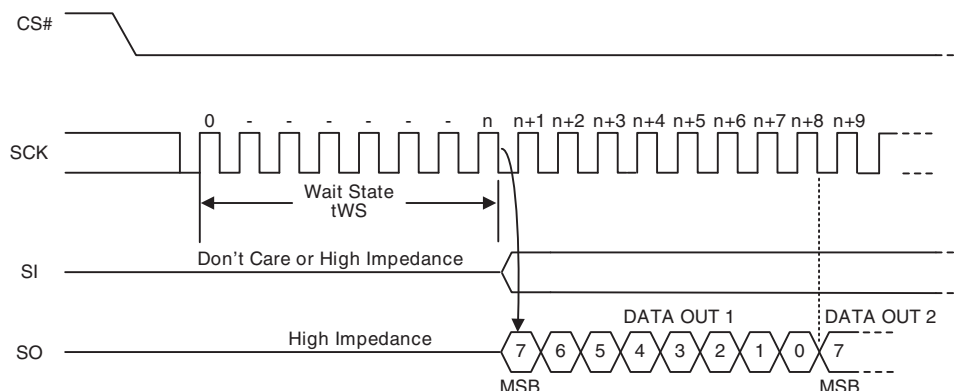 CS#
0 - - - - - - n n+1 n+2 n+3 n+4 n+5 n+6 n+7 n+8 n+9
SCK
Wait State
tWS
Don't Care or High Impedance
SI
DATA OUT 1 DATA OUT 2
High Impedance
SO 7 6 5 4 3 2 1 0 7
MSB MSB